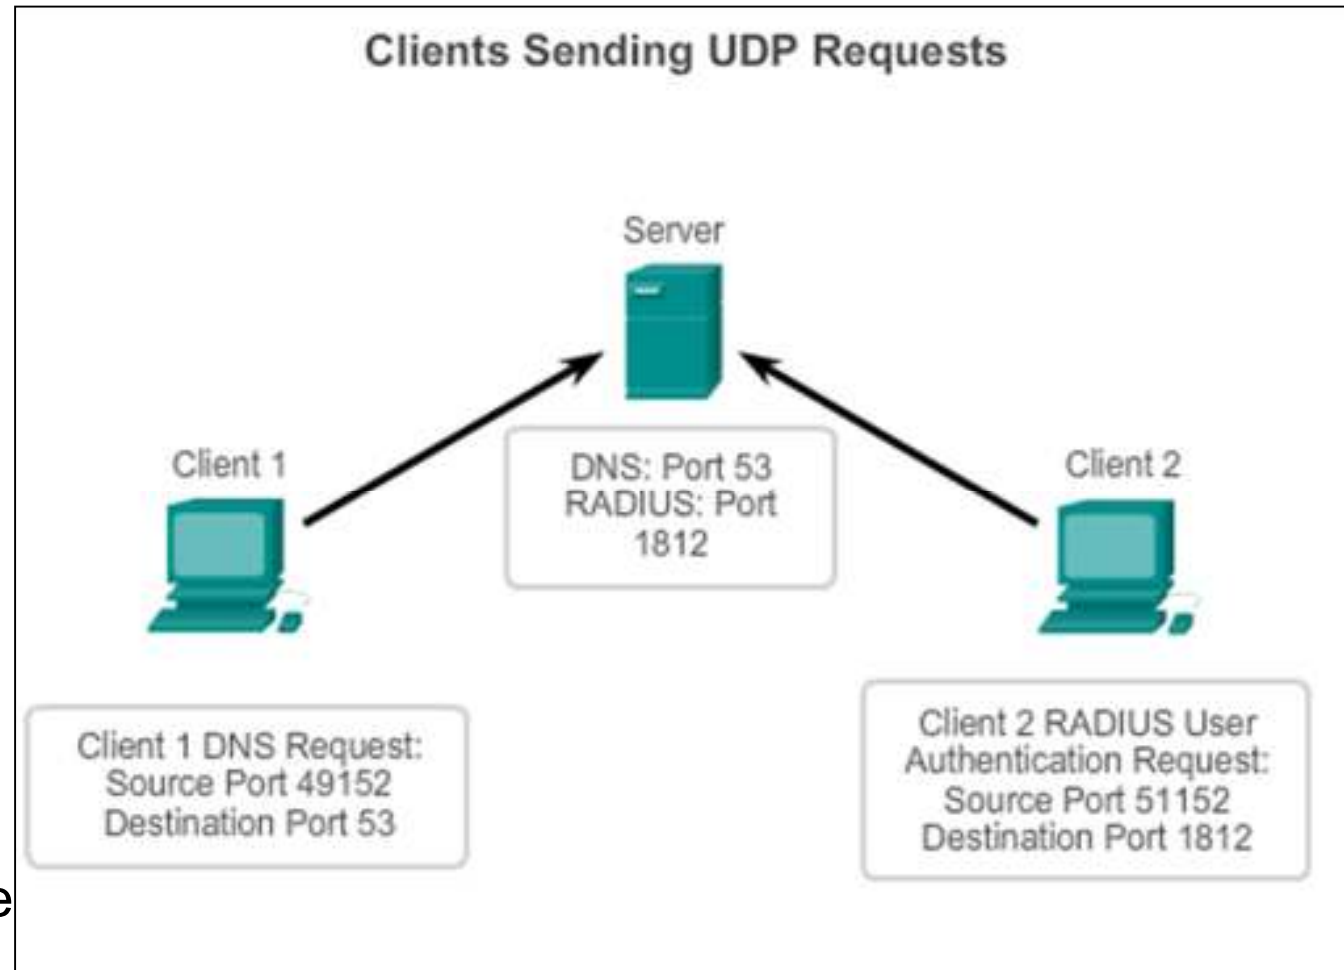 Clients Sending UDP Requests
Server
Client 1
DNS: Port 53
RADIUS: Port
1812
Client 2
Client 1 DNS Request:
Source Port 49152
Destination Port 53
Client 2 RADIUS User
Authentication Request:
Source Port 51152
Destination Port 1812
e